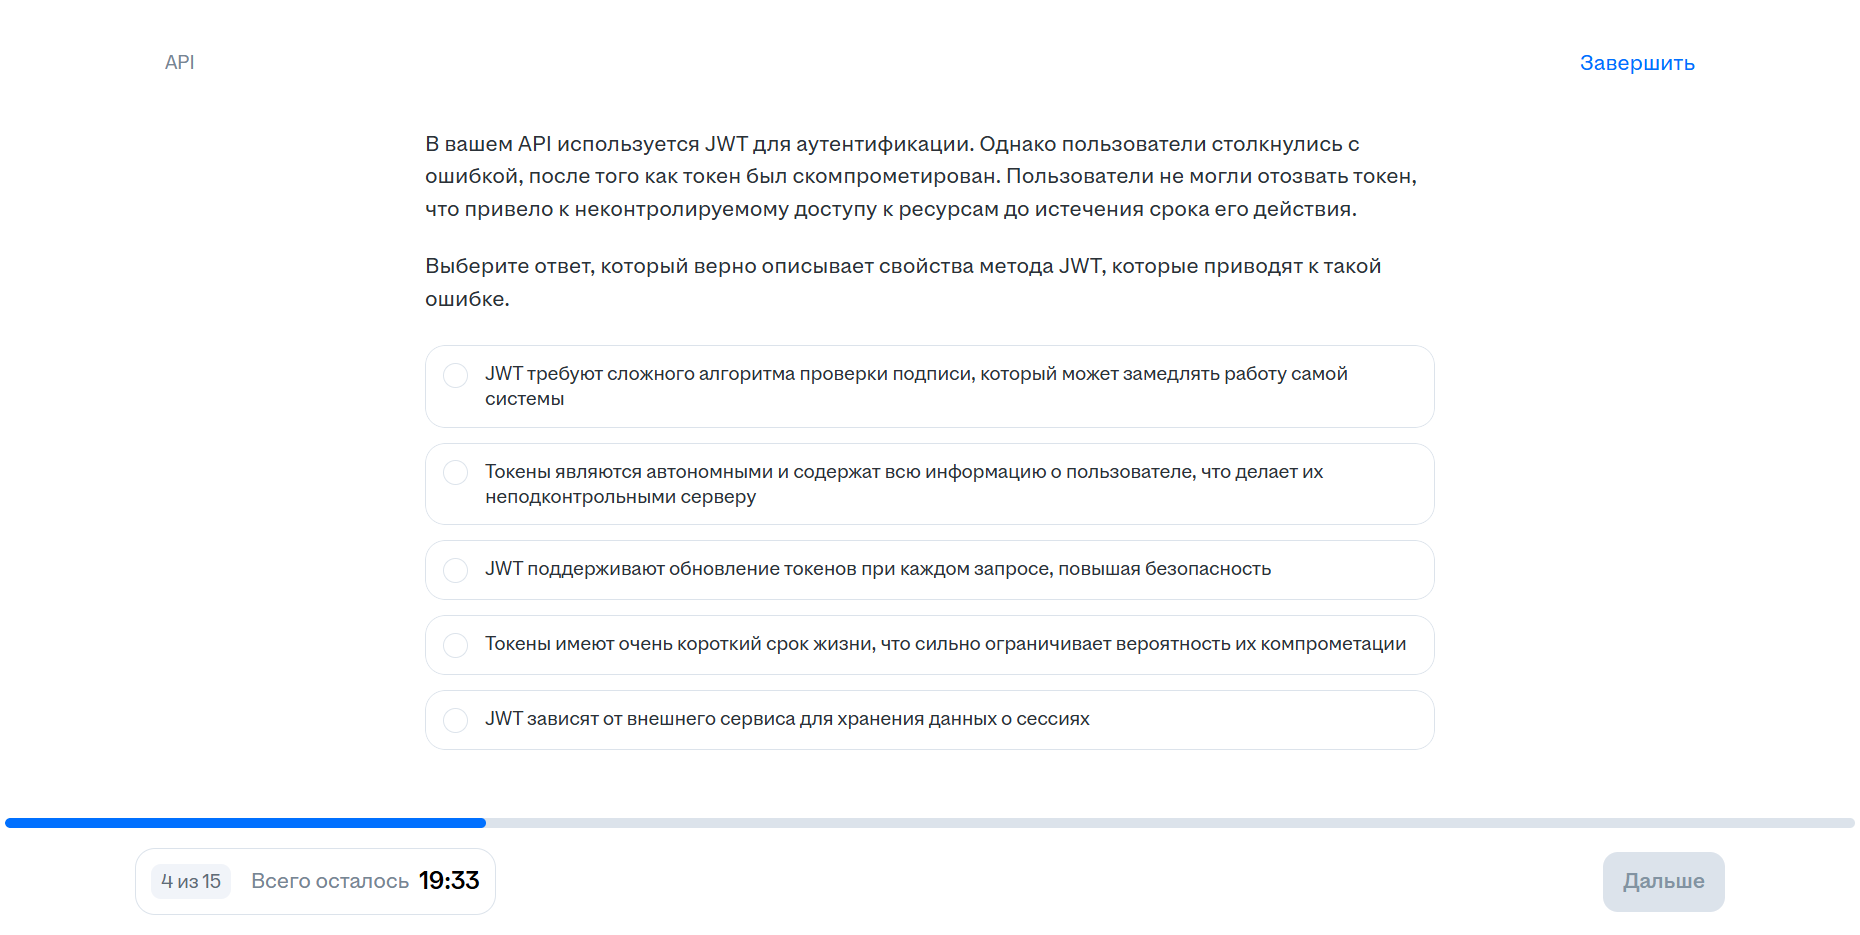 API
Завершить
В вашем API используется JWT для аутентификации. Однако пользователи столкнулись с
ошибкой, после того как токен был скомпрометирован. Пользователи не могли отозвать токен,
что привело к неконтролируемому доступу к ресурсам до истечения срока его действия.
Выберите ответ, который верно описывает свойства метода JWT, которые приводят к такой
ошибке.
JWT требуют сложного алгоритма проверки подписи, который может замедлять работу самой
системы
Токены являются автономными и содержат всю информацию о пользователе, что делает их
неподконтрольными серверу
JWT поддерживают обновление токенов при каждом запросе, повышая безопасность
Токены имеют очень короткий срок жизни, что сильно ограничивает вероятность их компрометации
JWT зависят от внешнего сервиса для хранения данных о сессиях
4 из 15
Всего осталось 19:33
Дальше